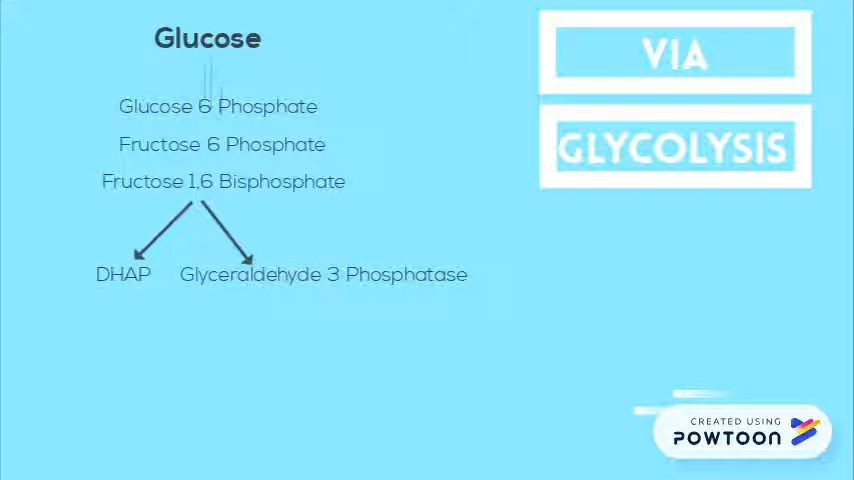 Glucose
Glucose 6 Phosphate
Fructose 6 Phosphate
Fructose 1,6 Bisphosphate
DHAP Glyceraldehyde 3 Phosphatase
VIA
GLYCOLYSIS
CREATED USING
POWTOON